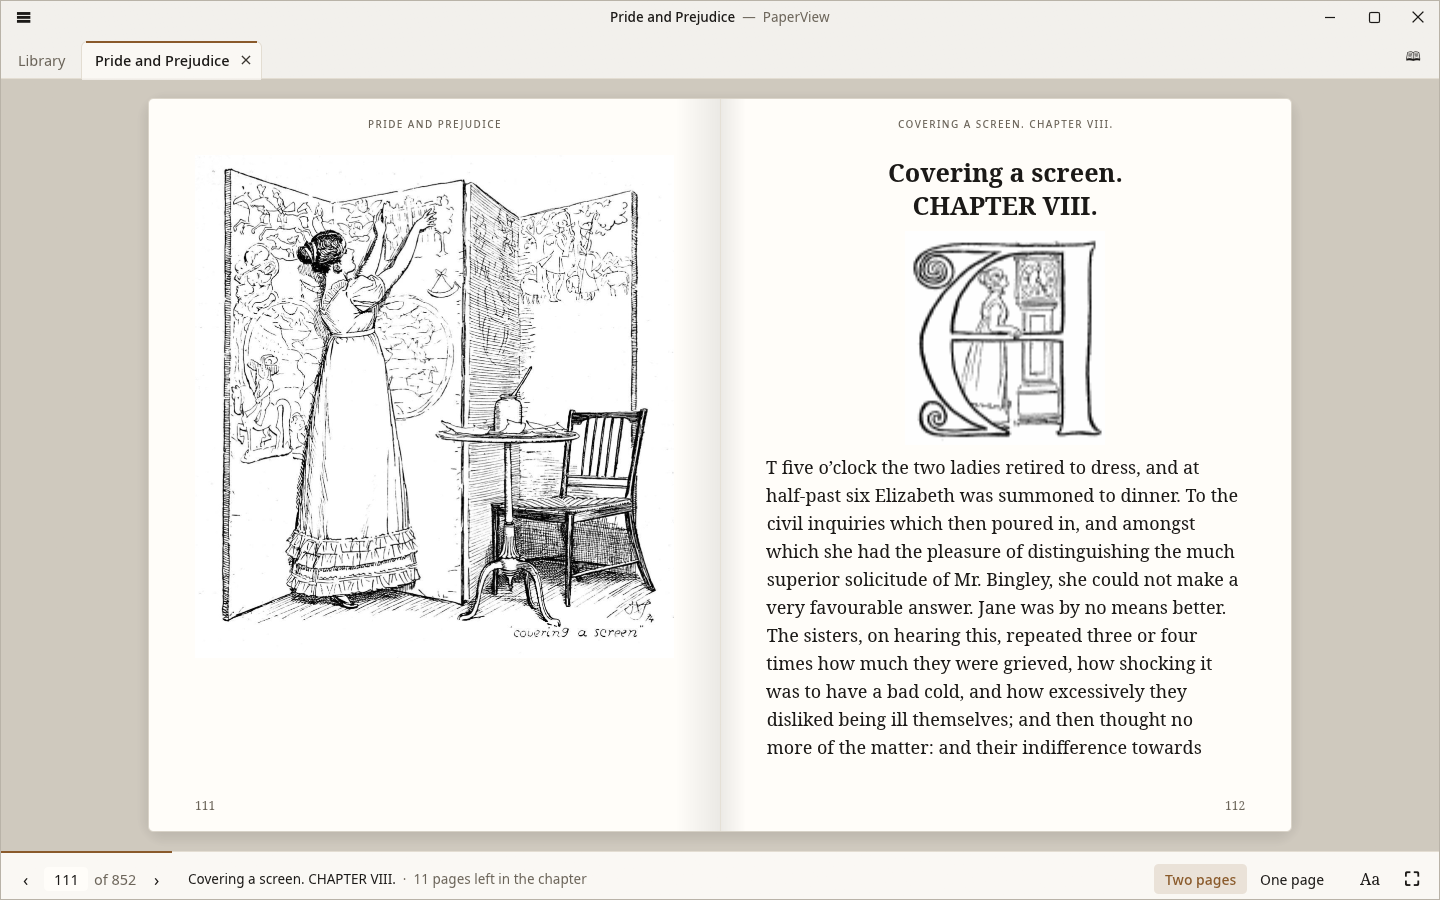 Pride and Prejudice — PaperView
Library
Pride and Prejudice
PRIDE AND PREJUDICE
"covering a screen"
111
COVERING A SCREEN. CHAPTER VIII.
Covering a screen.
CHAPTER VIII.
A
T five o’clock the two ladies retired to dress, and at
half-past six Elizabeth was summoned to dinner. To the
civil inquiries which then poured in, and amongst
which she had the pleasure of distinguishing the much
superior solicitude of Mr. Bingley, she could not make a
very favourable answer. Jane was by no means better.
The sisters, on hearing this, repeated three or four
times how much they were grieved, how shocking it
was to have a bad cold, and how excessively they
disliked being ill themselves; and then thought no
more of the matter: and their indifference towards
112
‹ 111 of 852 ›
Covering a screen. CHAPTER VIII. · 11 pages left in the chapter
Two pages
One page
Aa